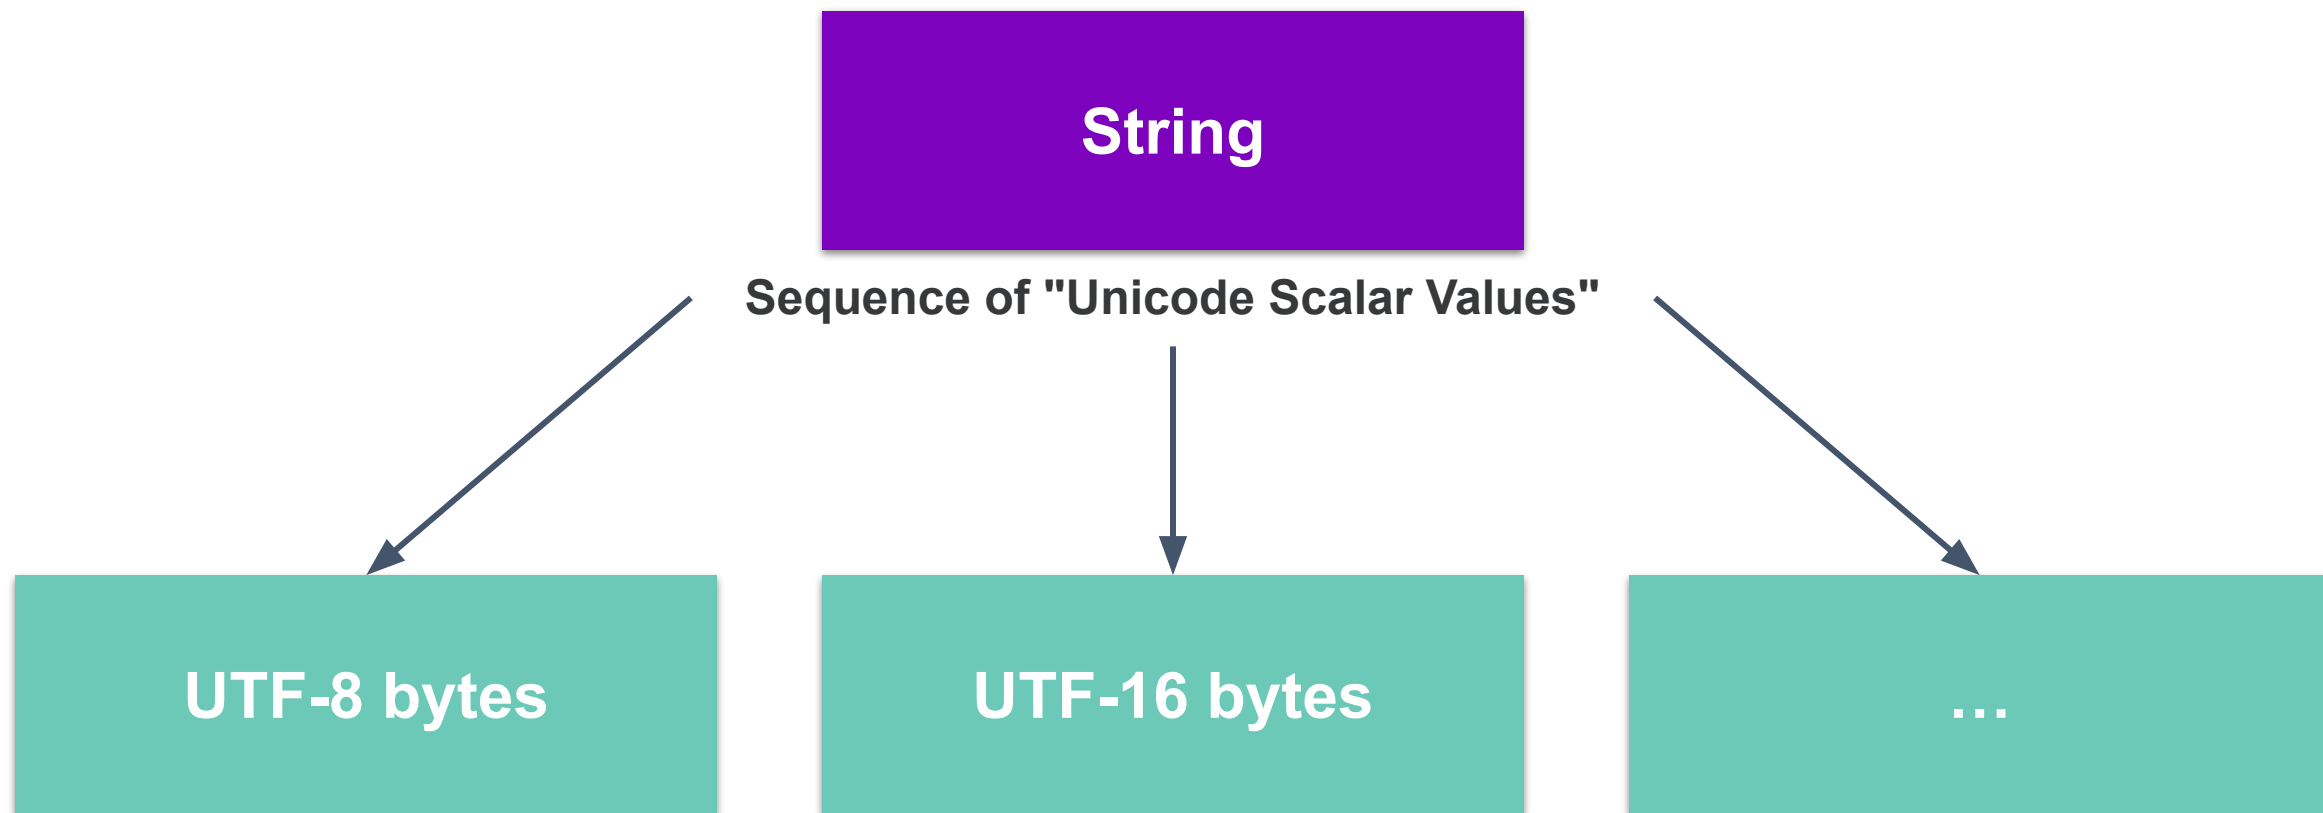 String
Sequence of "Unicode Scalar Values"
UTF-8 bytes
UTF-16 bytes
...